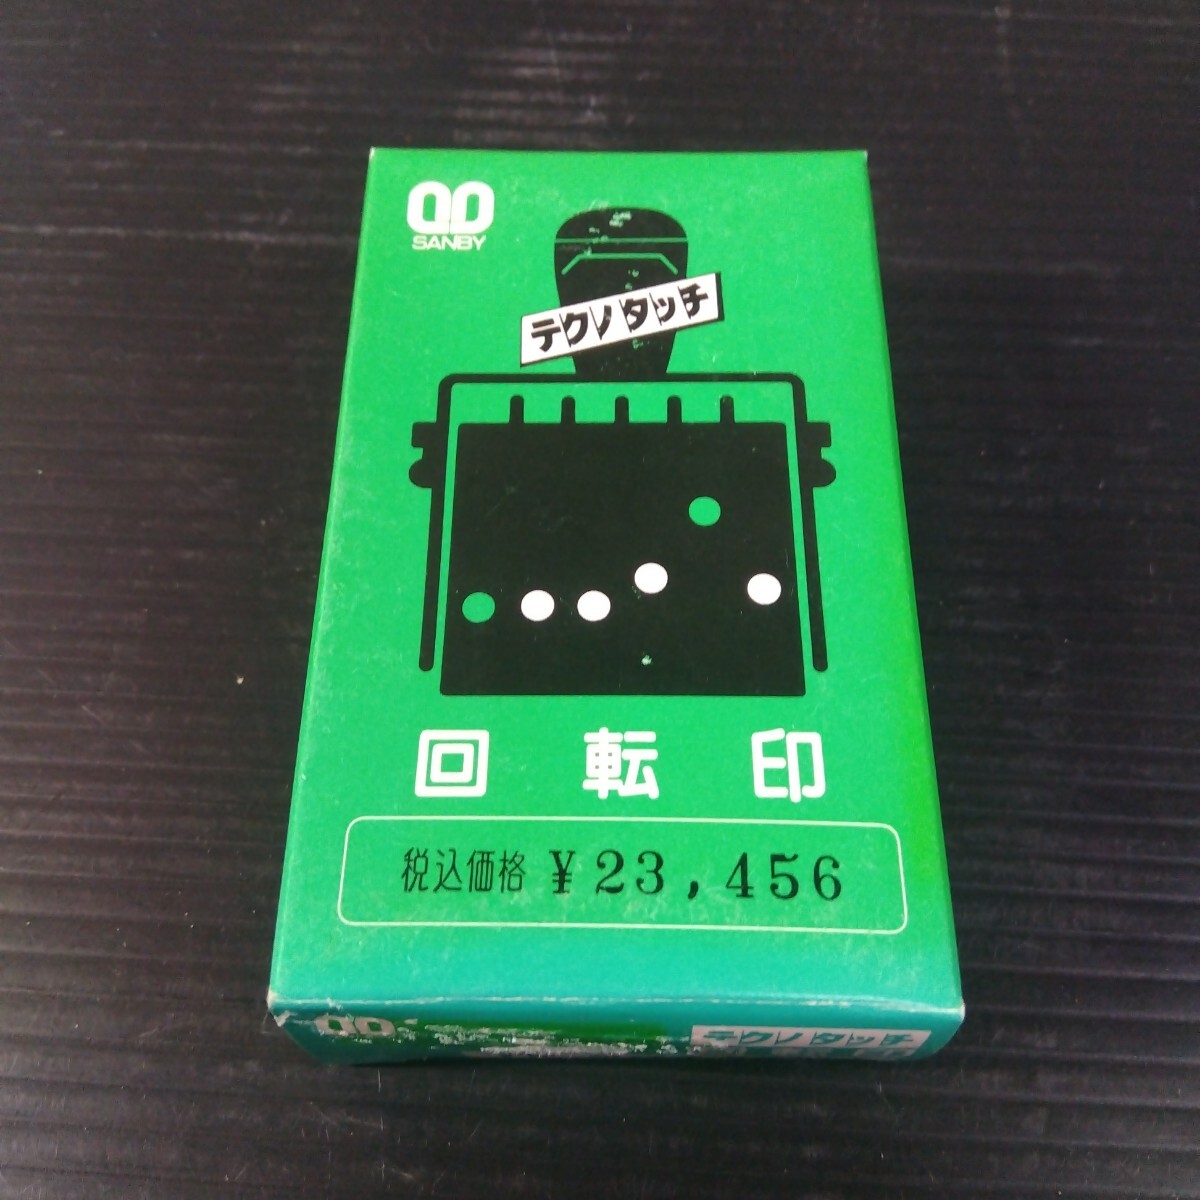 SANBY
テクノタッチ
回転印
税込価格 ¥23,456
テクノタッチ